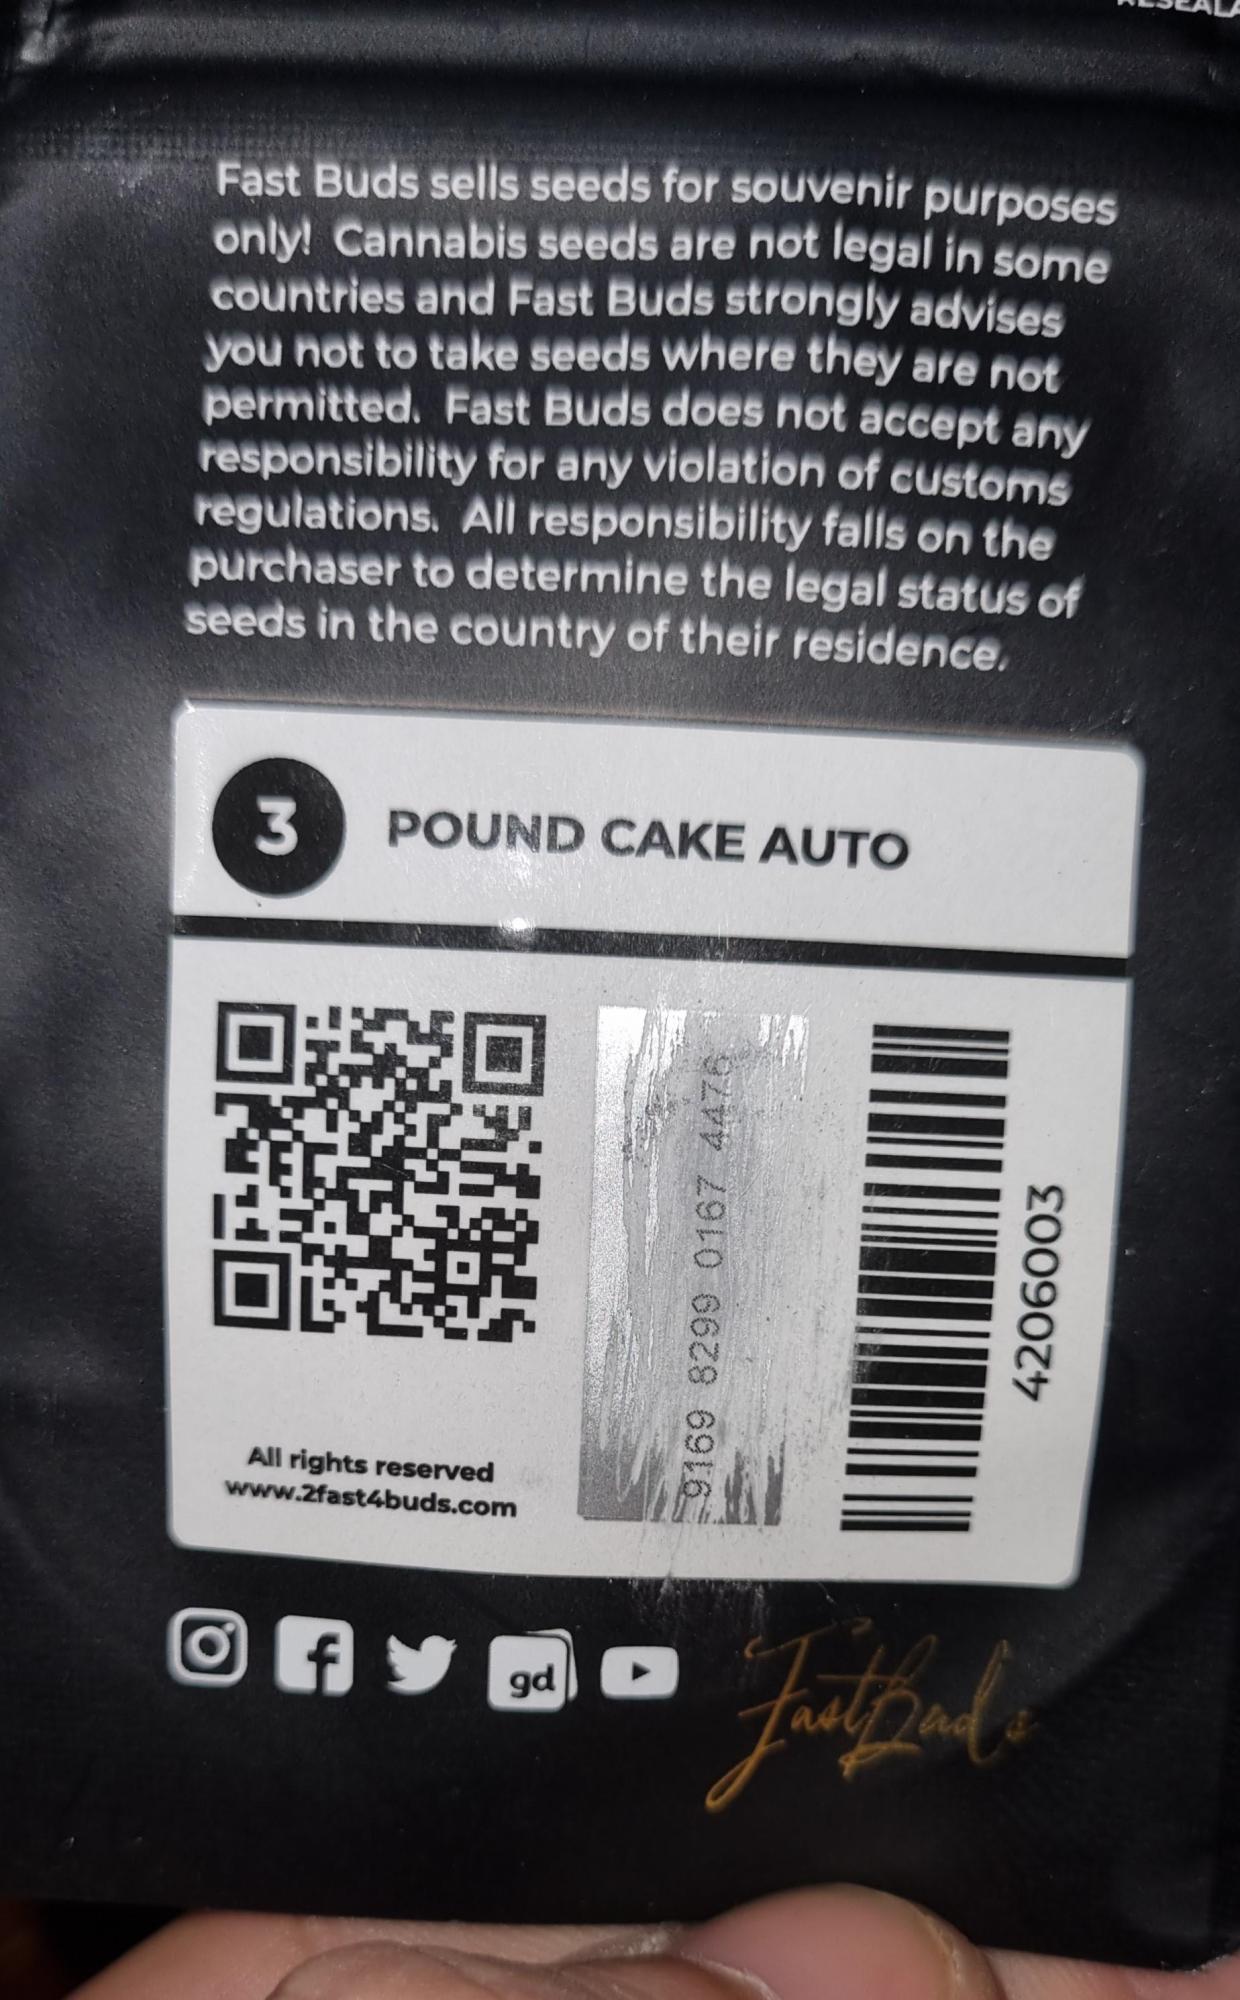 Fast Buds sells seeds for souvenir purposes
only! Cannabis seeds are not legal in some
countries and Fast Buds strongly advises
you not to take seeds where they are not
permitted. Fast Buds does not accept any
responsibility for any violation of customs
regulations. All responsibility falls on the
purchaser to determine the legal status of
seeds in the country of their residence.
3 POUND CAKE AUTO
9169 8299 0167 4476
4206003
All rights reserved
www.2fast4buds.com
gd
FastBuds